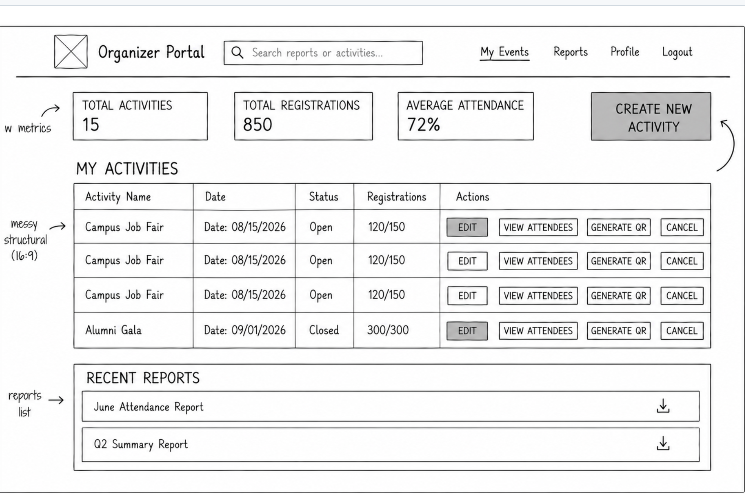 Organizer Portal
Search reports or activities...
My Events
Reports
Profile
Logout
w metrics
TOTAL ACTIVITIES
15
TOTAL REGISTRATIONS
850
AVERAGE ATTENDANCE
72%
CREATE NEW
ACTIVITY
MY ACTIVITIES
Activity Name Date Status Registrations Actions
messy
structural
(16:9)
Campus Job Fair Date: 08/15/2026 Open 120/150 EDIT VIEW ATTENDEES GENERATE QR CANCEL
Campus Job Fair Date: 08/15/2026 Open 120/150 EDIT VIEW ATTENDEES GENERATE QR CANCEL
Campus Job Fair Date: 08/15/2026 Open 120/150 EDIT VIEW ATTENDEES GENERATE QR CANCEL
Alumni Gala Date: 09/01/2026 Closed 300/300 EDIT VIEW ATTENDEES GENERATE QR CANCEL
reports
list
RECENT REPORTS
June Attendance Report
Q2 Summary Report